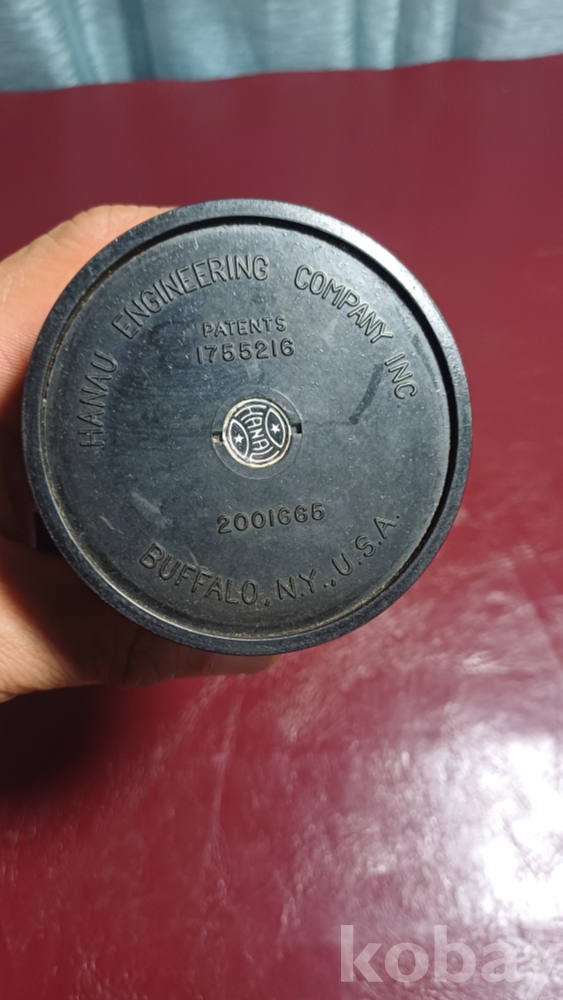 HANAU ENGINEERING COMPANY INC
PATENTS
1755216
HANAU
2001665
BUFFALO, N.Y., U.S.A.
koba